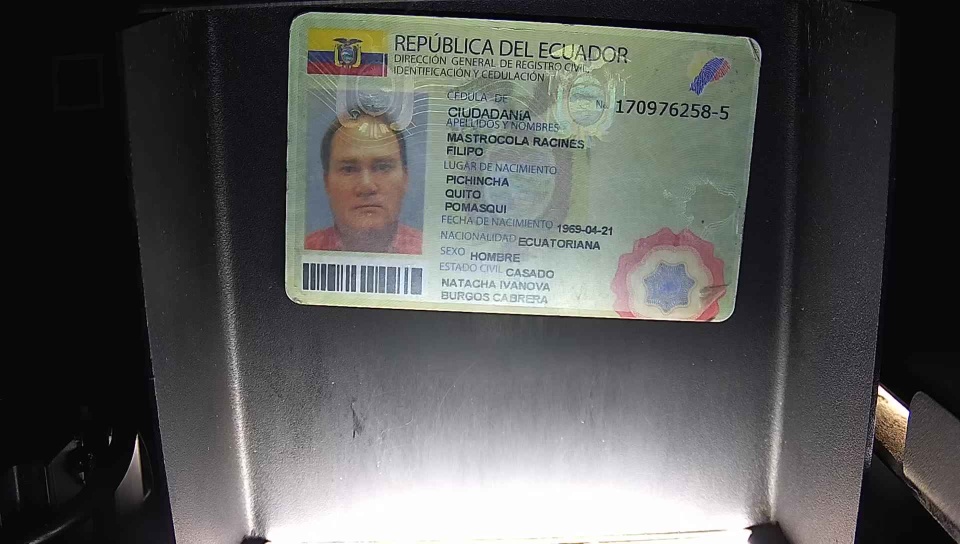 REPÚBLICA DEL ECUADOR
DIRECCIÓN GENERAL DE REGISTRO CIVIL
IDENTIFICACIÓN Y CEDULACIÓN
CÉDULA DE
CIUDADANÍA
No. 170976258-5
APELLIDOS Y NOMBRES
MASTROCOLA RACINES
FILIPO
LUGAR DE NACIMIENTO
PICHINCHA
QUITO
POMASQUI
FECHA DE NACIMIENTO 1969-04-21
NACIONALIDAD ECUATORIANA
SEXO HOMBRE
ESTADO CIVIL CASADO
NATACHA IVANOVA
BURGOS CABRERA